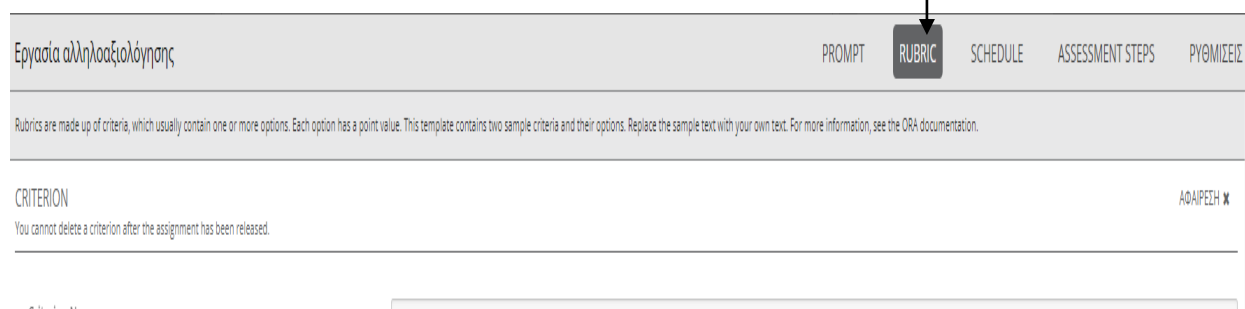 Εργασία αλληλοαξιολόγησης PROMPT RUBRIC SCHEDULE ASSESSMENT STEPS ΡΥΘΜΙΣΕΙΣ
Rubrics are made up of criteria, which usually contain one or more options. Each option has a point value. This template contains two sample criteria and their options. Replace the sample text with your own text. For more information, see the ORA documentation.
CRITERION ΑΦΑΙΡΕΣΗ ✖
You cannot delete a criterion after the assignment has been released.